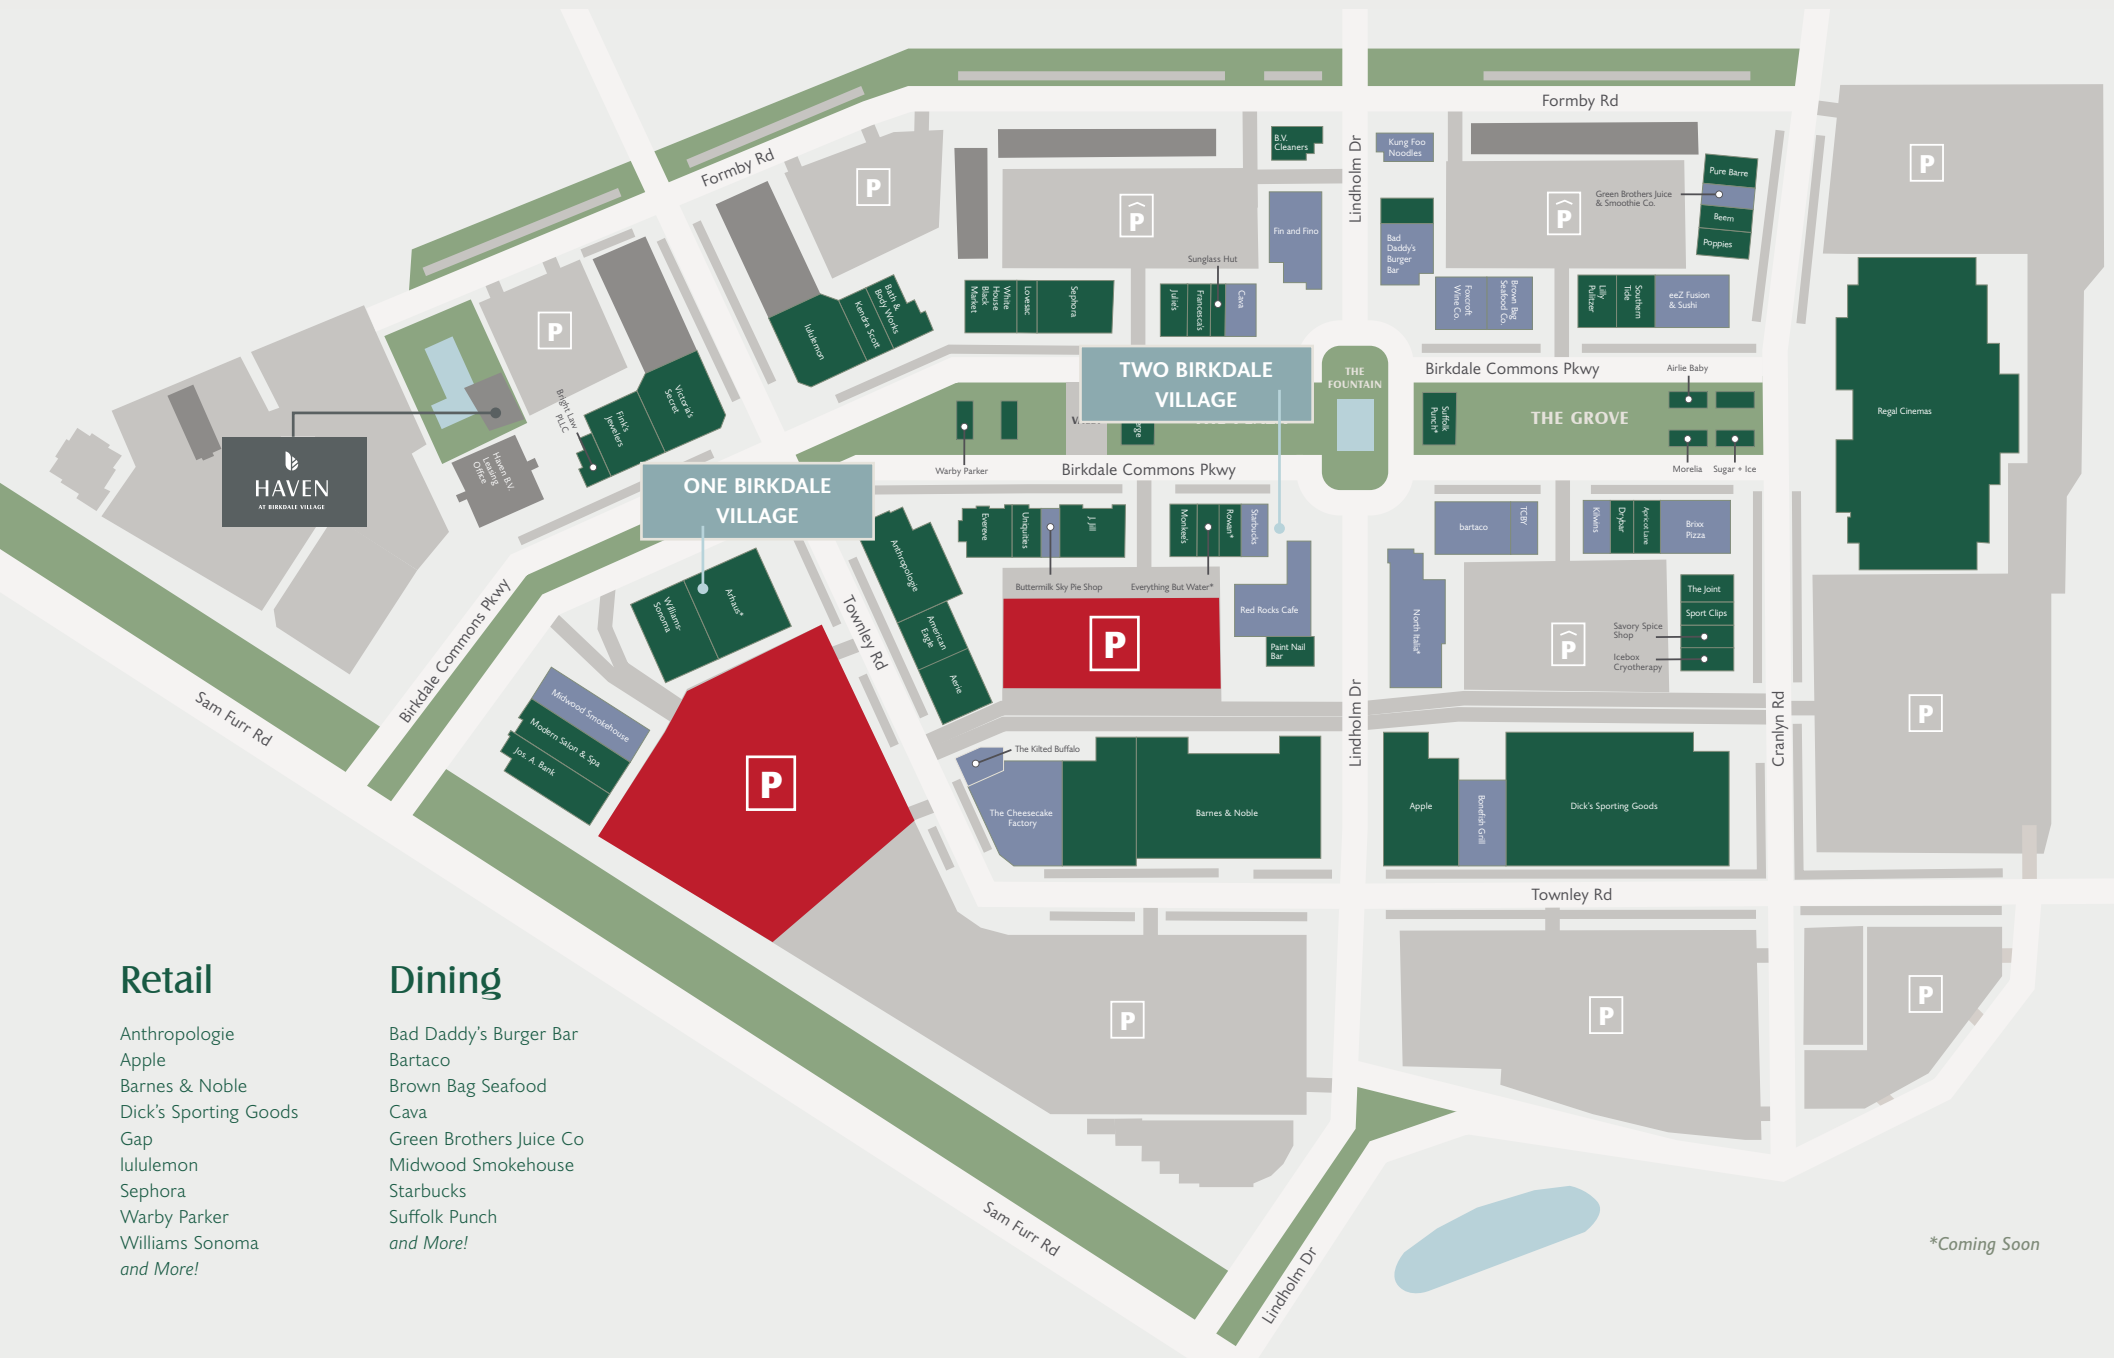 Formby Rd
Formby Rd
Lindholm Dr
P
P
P
P
P
B.V.
Cleaners
Kung Foo
Noodles
Pure Barre
Green Brothers Juice
& Smoothie Co.
Beem
Poppies
Fin and Fino
Bad
Daddy's
Burger
Bar
Sunglass Hut
White
House
Black
Market
Lovesac
Sephora
Julie's
Francesca's
Cava
Foxcroft
Wine Co.
Brown Bag
Seafood Co.
Lilly
Pulitzer
Southern
Tide
eeZ Fusion
& Sushi
Bath &
Body Works
Kendra Scott
lululemon
P
Victoria's
Secret
Fink's
Jewelers
Bright Law
PLLC
TWO BIRKDALE
VILLAGE
THE
FOUNTAIN
Birkdale Commons Pkwy
Airlie Baby
Suffolk
Punch*
THE GROVE
Regal Cinemas
Morelia
Sugar + Ice
Warby Parker
Birkdale Commons Pkwy
HAVEN
AT BIRKDALE VILLAGE
Haven B.V.
Leasing
Office
ONE BIRKDALE
VILLAGE
Anthropologie
Evereve
Uniquities
J Jill
Monkee's
Rowan*
Starbucks
Buttermilk Sky Pie Shop
Everything But Water*
bartaco
TCBY
Kilwins
Drybar
Apricot Lane
Brixx
Pizza
Williams-
Sonoma
Arhaus*
Townley Rd
American
Eagle
Aerie
P
Red Rocks Cafe
Paint Nail
Bar
North Italia*
P
The Joint
Sport Clips
Savory Spice
Shop
Icebox
Cryotherapy
Birkdale Commons Pkwy
Sam Furr Rd
Midwood Smokehouse
Modern Salon & Spa
Jos. A. Bank
P
Lindholm Dr
Cranlyn Rd
P
The Kilted Buffalo
The Cheesecake
Factory
Barnes & Noble
Apple
Bonefish Grill
Dick's Sporting Goods
Townley Rd
P
P
P
Retail
Anthropologie
Apple
Barnes & Noble
Dick's Sporting Goods
Gap
lululemon
Sephora
Warby Parker
Williams Sonoma
and More!
Dining
Bad Daddy's Burger Bar
Bartaco
Brown Bag Seafood
Cava
Green Brothers Juice Co
Midwood Smokehouse
Starbucks
Suffolk Punch
and More!
Sam Furr Rd
Lindholm Dr
*Coming Soon